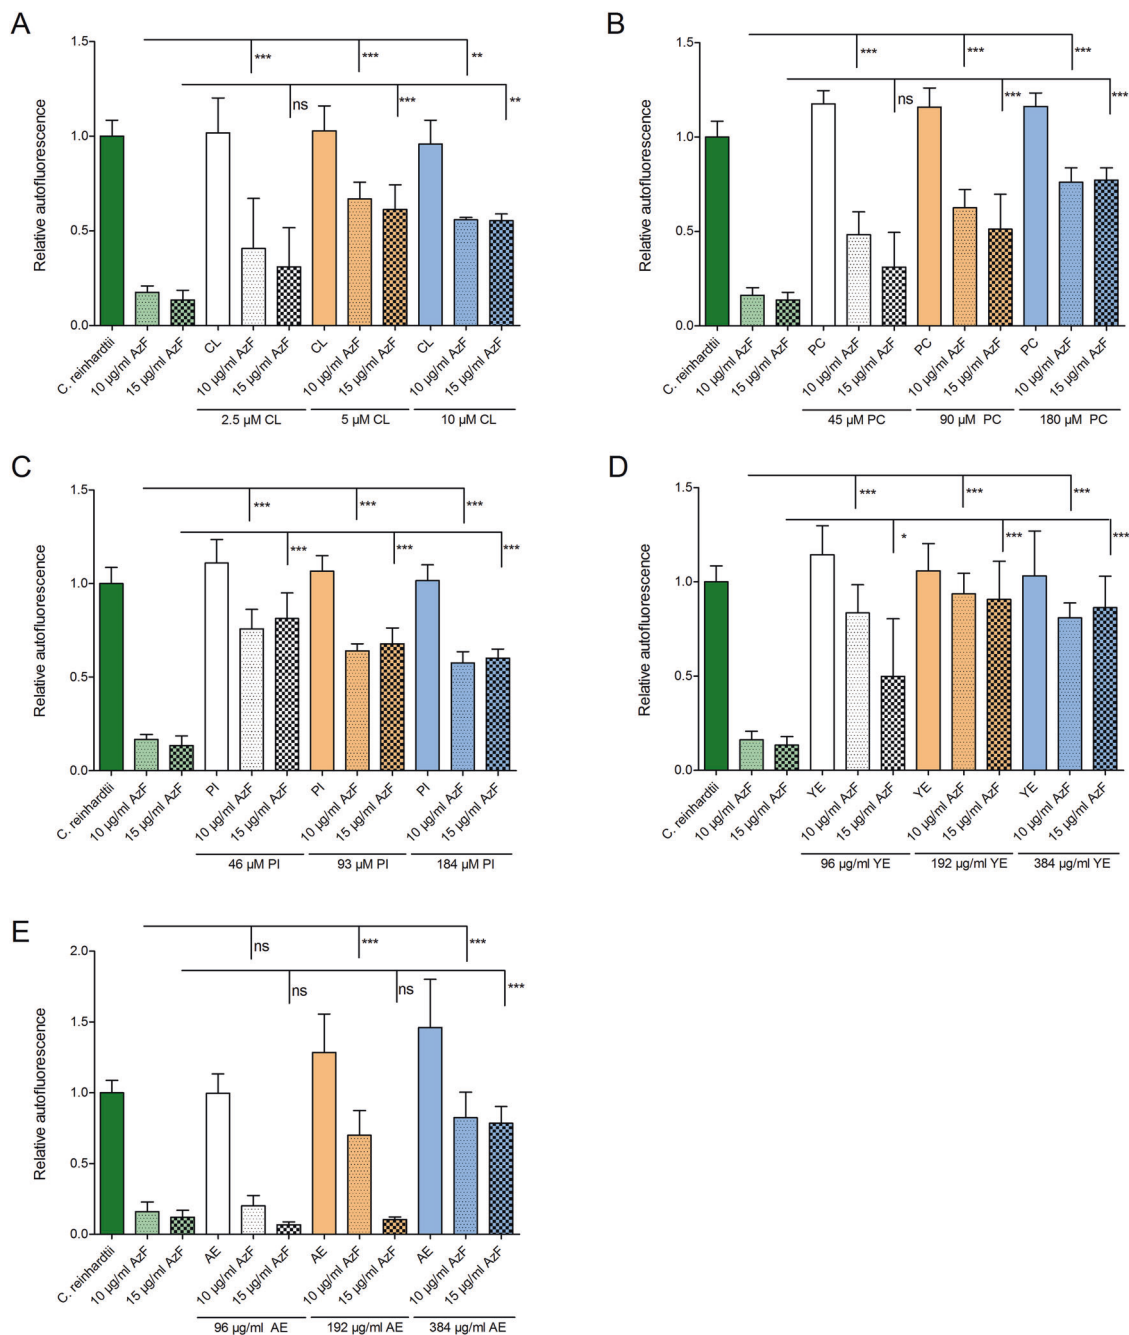 A
Relative autofluorescence
1.5
1.0
0.5
0.0
*** *** **
ns *** **
C. reinhardtii
10 µg/ml AzF
15 µg/ml AzF
CL
10 µg/ml AzF
15 µg/ml AzF
CL
10 µg/ml AzF
15 µg/ml AzF
CL
10 µg/ml AzF
15 µg/ml AzF
2.5 µM CL 5 µM CL 10 µM CL
B
Relative autofluorescence
1.5
1.0
0.5
0.0
*** *** ***
ns *** ***
C. reinhardtii
10 µg/ml AzF
15 µg/ml AzF
PC
10 µg/ml AzF
15 µg/ml AzF
PC
10 µg/ml AzF
15 µg/ml AzF
PC
10 µg/ml AzF
15 µg/ml AzF
45 µM PC 90 µM PC 180 µM PC
C
Relative autofluorescence
1.5
1.0
0.5
0.0
*** *** ***
*** *** ***
C. reinhardtii
10 µg/ml AzF
15 µg/ml AzF
PI
10 µg/ml AzF
15 µg/ml AzF
PI
10 µg/ml AzF
15 µg/ml AzF
PI
10 µg/ml AzF
15 µg/ml AzF
46 µM PI 93 µM PI 184 µM PI
D
Relative autofluorescence
1.5
1.0
0.5
0.0
*** *** ***
* *** ***
C. reinhardtii
10 µg/ml AzF
15 µg/ml AzF
YE
10 µg/ml AzF
15 µg/ml AzF
YE
10 µg/ml AzF
15 µg/ml AzF
YE
10 µg/ml AzF
15 µg/ml AzF
96 µg/ml YE 192 µg/ml YE 384 µg/ml YE
E
Relative autofluorescence
2.0
1.5
1.0
0.5
0.0
ns *** ***
ns ns ***
C. reinhardtii
10 µg/ml AzF
15 µg/ml AzF
AE
10 µg/ml AzF
15 µg/ml AzF
AE
10 µg/ml AzF
15 µg/ml AzF
AE
10 µg/ml AzF
15 µg/ml AzF
96 µg/ml AE 192 µg/ml AE 384 µg/ml AE